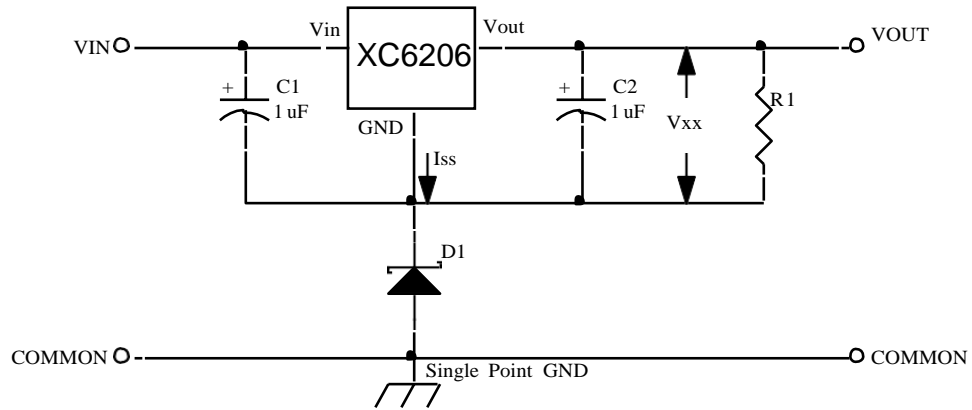 Vin
Vout
VIN
VOUT
XC6206
+
C1
1 uF
+
C2
1 uF
R1
GND
Vxx
Iss
D1
COMMON
COMMON
Single Point GND